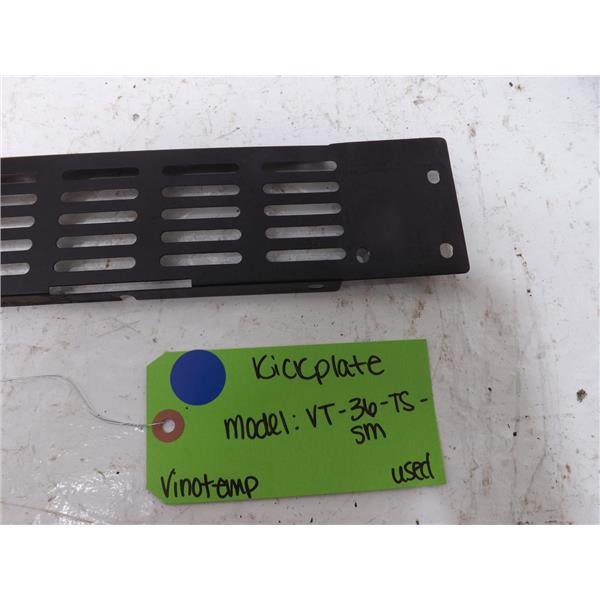 Kickplate
Model: VT-36-TS-
SM
Vinotemp
used